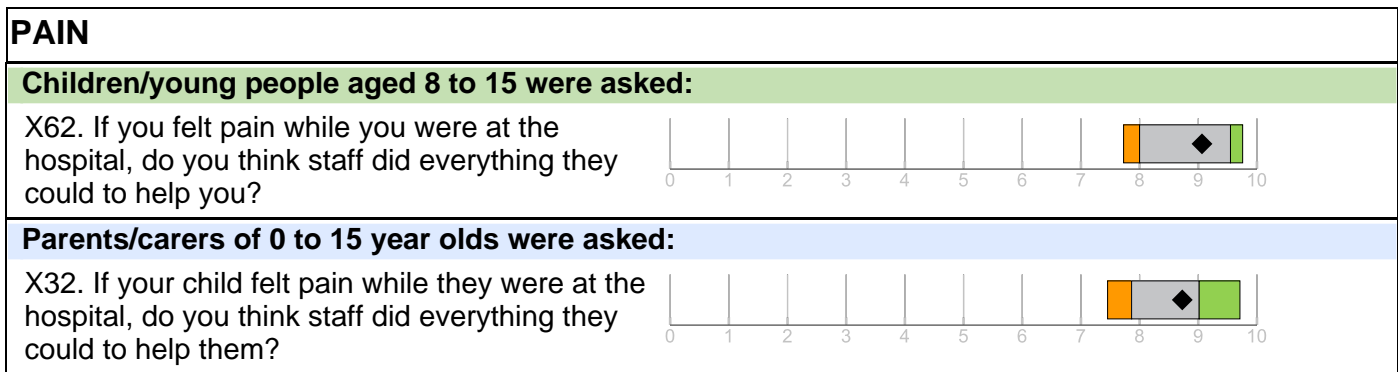 PAIN
Children/young people aged 8 to 15 were asked:
X62. If you felt pain while you were at the
hospital, do you think staff did everything they
could to help you?
0 1 2 3 4 5 6 7 8 9 10
Parents/carers of 0 to 15 year olds were asked:
X32. If your child felt pain while they were at the
hospital, do you think staff did everything they
could to help them?
0 1 2 3 4 5 6 7 8 9 10